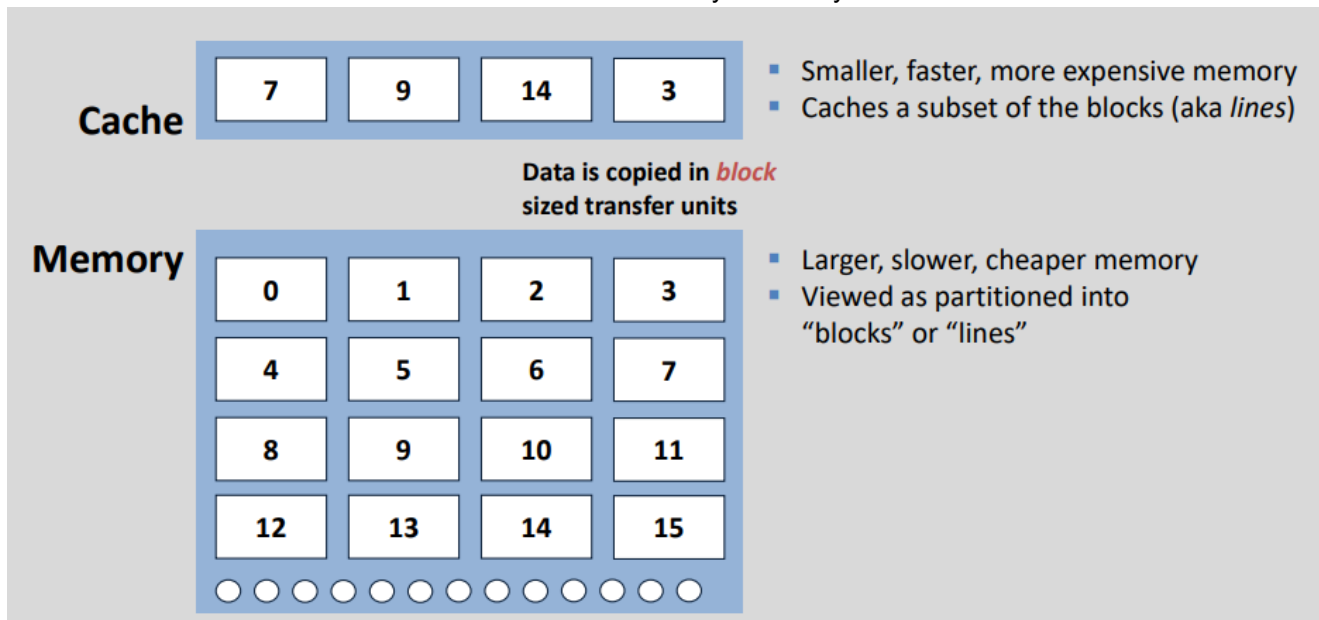 7 9 14 3
Cache
▪ Smaller, faster, more expensive memory
▪ Caches a subset of the blocks (aka lines)
Data is copied in block
sized transfer units
Memory
▪ Larger, slower, cheaper memory
▪ Viewed as partitioned into
“blocks” or “lines”
0 1 2 3
4 5 6 7
8 9 10 11
12 13 14 15